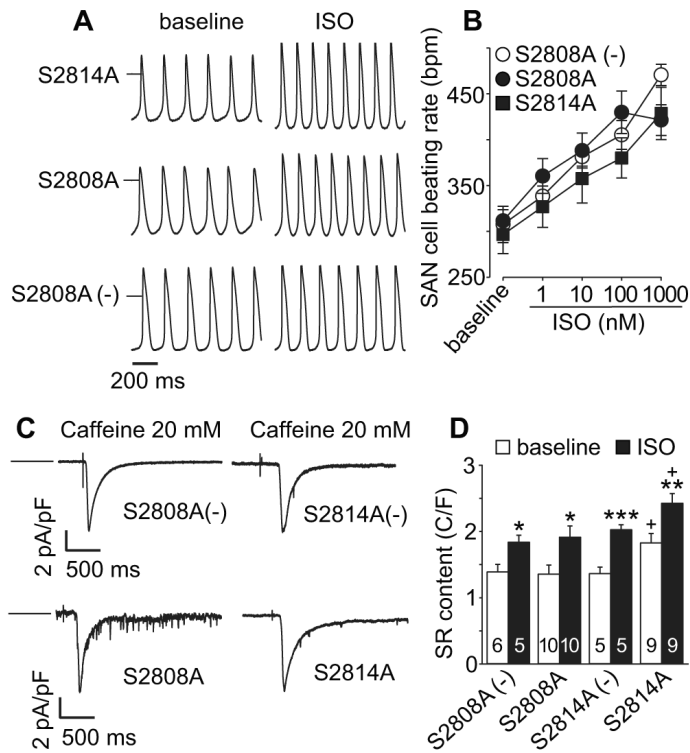 A
baseline
ISO
S2814A
S2808A
S2808A (-)
200 ms
B
SAN cell beating rate (bpm)
S2808A (-)
S2808A
S2814A
450
350
250
baseline
1
10
100
1000
ISO (nM)
C
Caffeine 20 mM
Caffeine 20 mM
S2808A(-)
S2814A(-)
2 pA/pF
500 ms
S2808A
S2814A
2 pA/pF
500 ms
D
baseline
ISO
SR content (C/F)
3
2
1
0
*
*
***
+
+
**
6
5
10
10
5
5
9
9
S2808A (-)
S2808A
S2814A (-)
S2814A